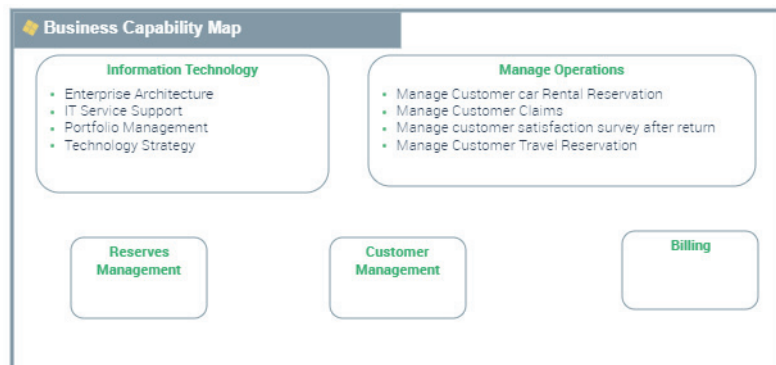 Business Capability Map
Information Technology
• Enterprise Architecture
• IT Service Support
• Portfolio Management
• Technology Strategy
Manage Operations
• Manage Customer car Rental Reservation
• Manage Customer Claims
• Manage customer satisfaction survey after return
• Manage Customer Travel Reservation
Reserves
Management
Customer
Management
Billing